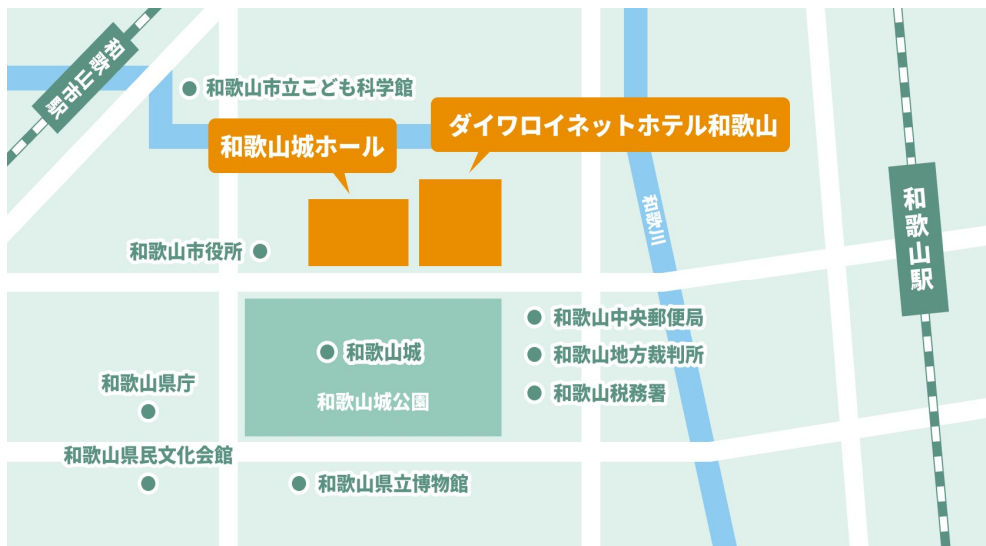 和歌山市駅
和歌山市立こども科学館
ダイワロイネットホテル和歌山
和歌山城ホール
和歌川
和歌山駅
和歌山市役所
和歌山中央郵便局
和歌山城
和歌山地方裁判所
和歌山県庁
和歌山城公園
和歌山税務署
和歌山県民文化会館
和歌山県立博物館